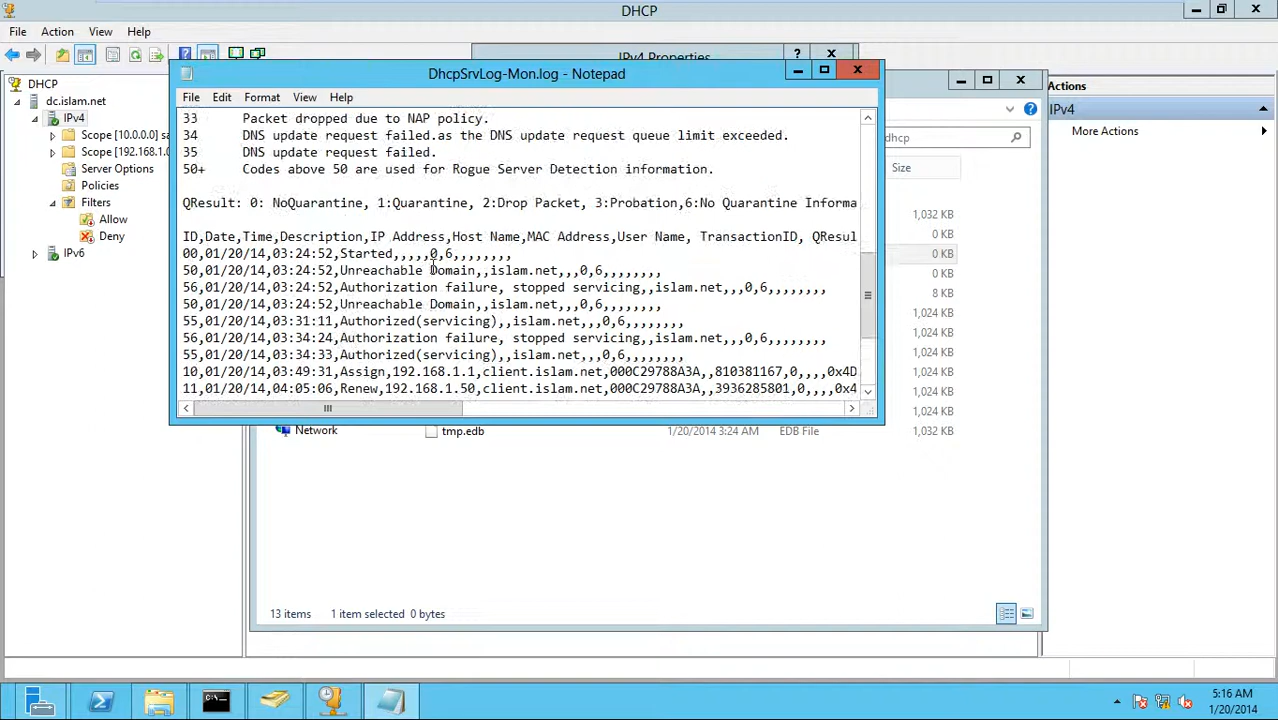 DHCP
File Action View Help
IPv4 Properties
DHCP
dc.islam.net
IPv4
Scope [10.0.0.0] sa
Scope [192.168.1.0
Server Options
Policies
Filters
Allow
Deny
IPv6
DhcpSrvLog-Mon.log - Notepad
File Edit Format View Help
33 Packet dropped due to NAP policy.
34 DNS update request failed.as the DNS update request queue limit exceeded.
35 DNS update request failed.
50+ Codes above 50 are used for Rogue Server Detection information.
QResult: 0: NoQuarantine, 1:Quarantine, 2:Drop Packet, 3:Probation,6:No Quarantine Informa
ID,Date,Time,Description,IP Address,Host Name,MAC Address,User Name, TransactionID, QResul
00,01/20/14,03:24:52,Started,,,,,0,6,,,,,,,,
50,01/20/14,03:24:52,Unreachable Domain,,islam.net,,,0,6,,,,,,,,
56,01/20/14,03:24:52,Authorization failure, stopped servicing,,islam.net,,,0,6,,,,,,,,
50,01/20/14,03:24:52,Unreachable Domain,,islam.net,,,0,6,,,,,,,,
55,01/20/14,03:31:11,Authorized(servicing),,islam.net,,,0,6,,,,,,,,
56,01/20/14,03:34:24,Authorization failure, stopped servicing,,islam.net,,,0,6,,,,,,,,
55,01/20/14,03:34:33,Authorized(servicing),,islam.net,,,0,6,,,,,,,,
10,01/20/14,03:49:31,Assign,192.168.1.1,client.islam.net,000C29788A3A,,810381167,0,,,,0x4D
11,01/20/14,04:05:06,Renew,192.168.1.50,client.islam.net,000C29788A3A,,3936285801,0,,,,0x4
dhcp
Size
1,032 KB
0 KB
0 KB
0 KB
8 KB
1,024 KB
1,024 KB
1,024 KB
1,024 KB
1,024 KB
1,024 KB
Network tmp.edb 1/20/2014 3:24 AM EDB File 1,032 KB
13 items 1 item selected 0 bytes
Actions
IPv4
More Actions
5:16 AM
1/20/2014